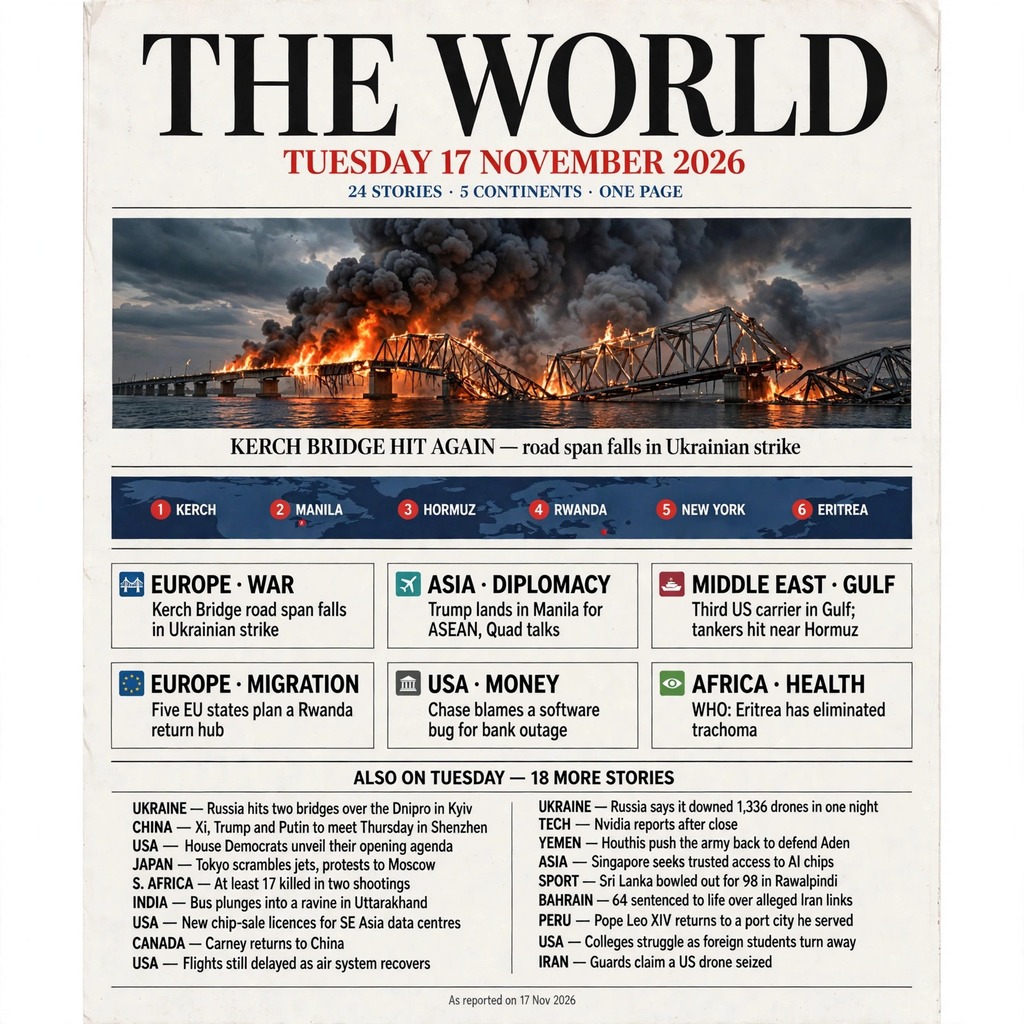 THE WORLD
TUESDAY 17 NOVEMBER 2026
24 STORIES · 5 CONTINENTS · ONE PAGE
KERCH BRIDGE HIT AGAIN — road span falls in Ukrainian strike
1 KERCH
2 MANILA
3 HORMUZ
4 RWANDA
5 NEW YORK
6 ERITREA
EUROPE · WAR
Kerch Bridge road span falls
in Ukrainian strike
ASIA · DIPLOMACY
Trump lands in Manila for
ASEAN, Quad talks
MIDDLE EAST · GULF
Third US carrier in Gulf;
tankers hit near Hormuz
EUROPE · MIGRATION
Five EU states plan a Rwanda
return hub
USA · MONEY
Chase blames a software
bug for bank outage
AFRICA · HEALTH
WHO: Eritrea has eliminated
trachoma
ALSO ON TUESDAY — 18 MORE STORIES
UKRAINE — Russia hits two bridges over the Dnipro in Kyiv
CHINA — Xi, Trump and Putin to meet Thursday in Shenzhen
USA — House Democrats unveil their opening agenda
JAPAN — Tokyo scrambles jets, protests to Moscow
S. AFRICA — At least 17 killed in two shootings
INDIA — Bus plunges into a ravine in Uttarakhand
USA — New chip-sale licences for SE Asia data centres
CANADA — Carney returns to China
USA — Flights still delayed as air system recovers
UKRAINE — Russia says it downed 1,336 drones in one night
TECH — Nvidia reports after close
YEMEN — Houthis push the army back to defend Aden
ASIA — Singapore seeks trusted access to AI chips
SPORT — Sri Lanka bowled out for 98 in Rawalpindi
BAHRAIN — 64 sentenced to life over alleged Iran links
PERU — Pope Leo XIV returns to a port city he served
USA — Colleges struggle as foreign students turn away
IRAN — Guards claim a US drone seized
As reported on 17 Nov 2026